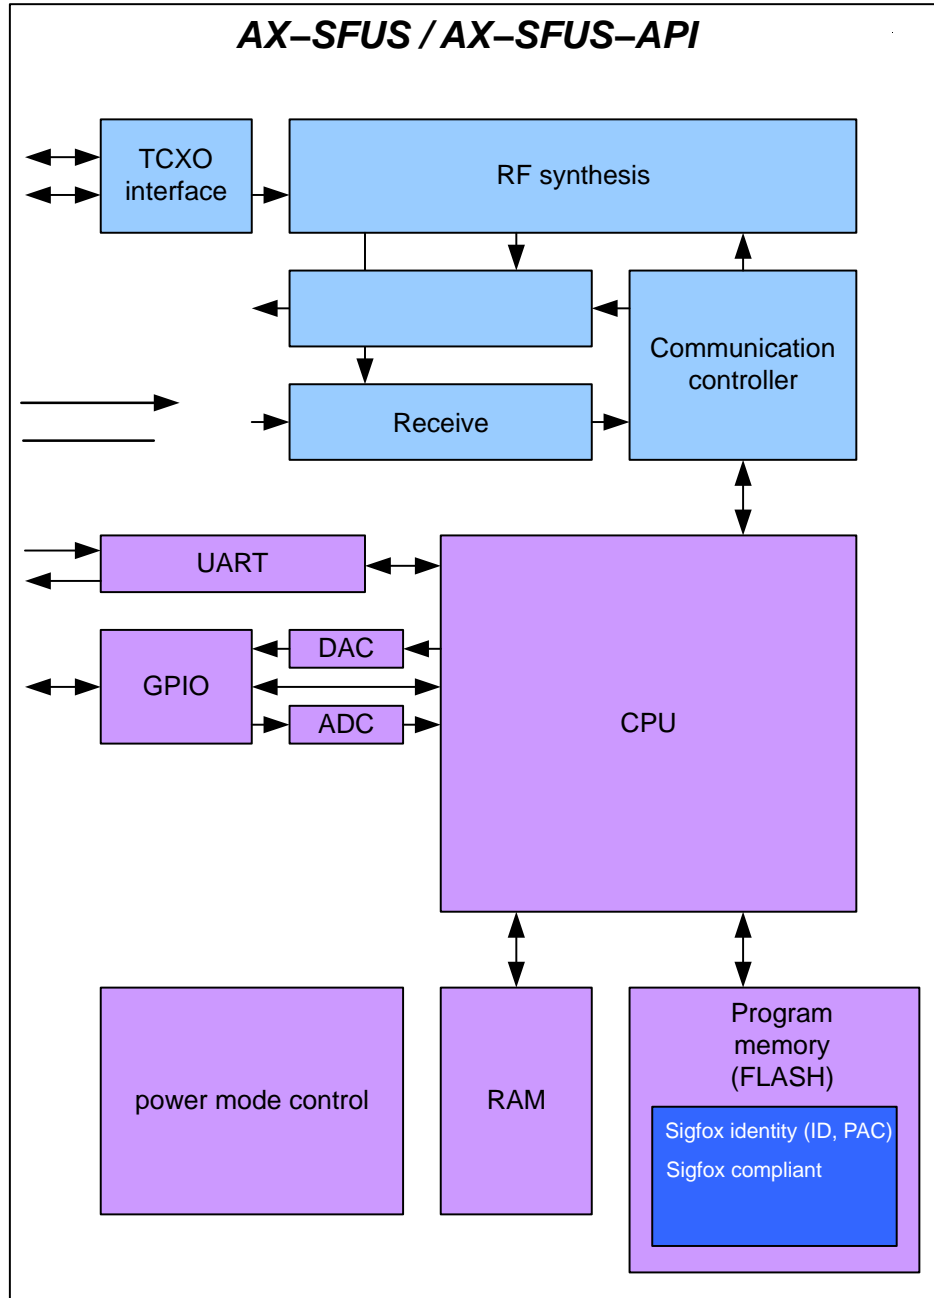 AX–SFUS / AX–SFUS–API
TCXO
interface
RF synthesis
Communication
controller
Receive
UART
DAC
GPIO
ADC
CPU
power mode control
RAM
Program
memory
(FLASH)
Sigfox identity (ID, PAC)
Sigfox compliant